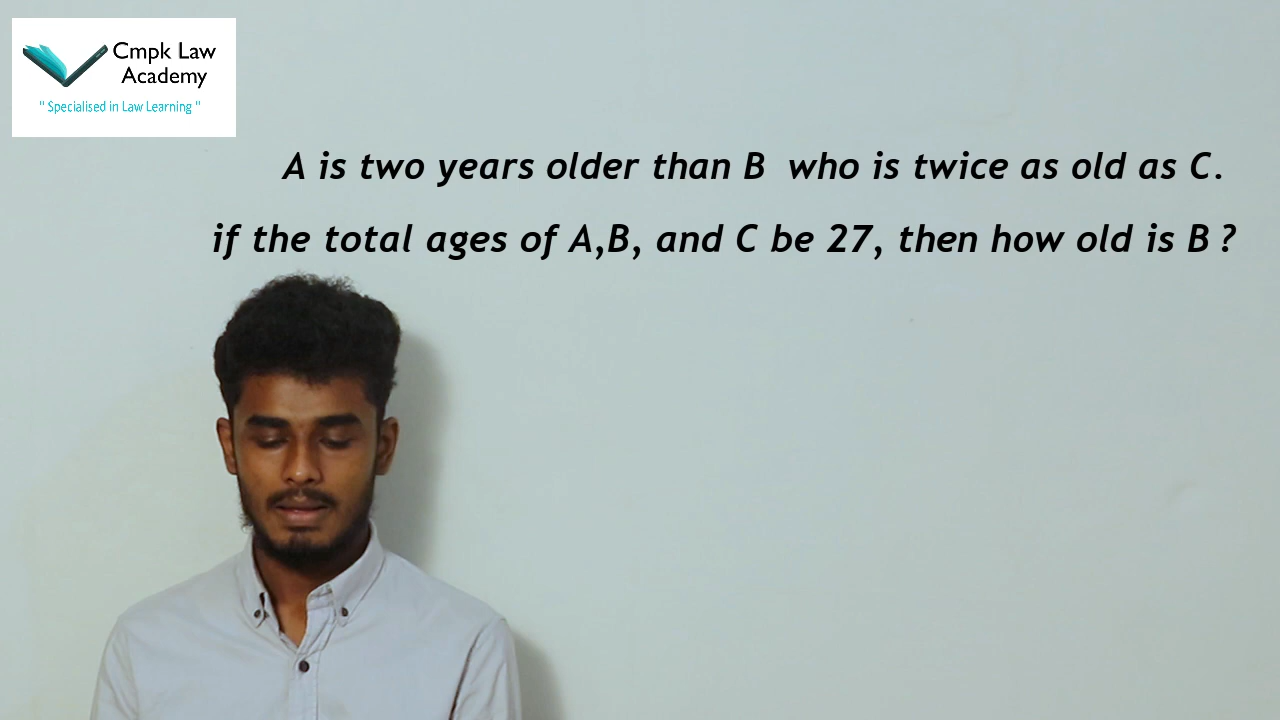 Cmpk Law
Academy
" Specialised in Law Learning "
A is two years older than B who is twice as old as C.
if the total ages of A,B, and C be 27, then how old is B ?